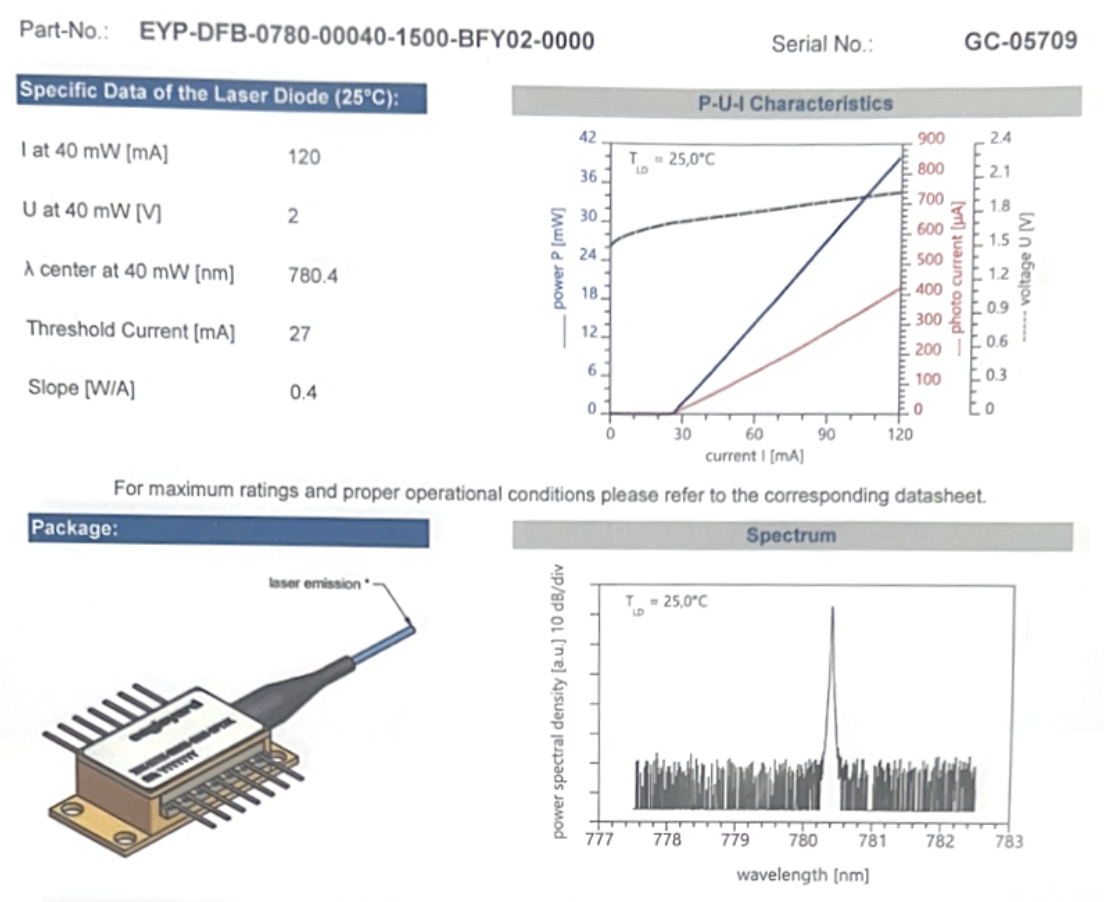 Part-No.: EYP-DFB-0780-00040-1500-BFY02-0000
Serial No.: GC-05709
Specific Data of the Laser Diode (25°C):
I at 40 mW [mA] 120
U at 40 mW [V] 2
λ center at 40 mW [nm] 780.4
Threshold Current [mA] 27
Slope [W/A] 0.4
P-U-I Characteristics
T LD = 25,0°C
42
36
30
24
18
12
6
0
power P [mW]
900
800
700
600
500
400
300
200
100
0
photo current [µA]
2.4
2.1
1.8
1.5
1.2
0.9
0.6
0.3
0
voltage U [V]
0 30 60 90 120
current I [mA]
For maximum ratings and proper operational conditions please refer to the corresponding datasheet.
Package:
laser emission *
Spectrum
T LD = 25,0°C
power spectral density [a.u.] 10 dB/div
777 778 779 780 781 782 783
wavelength [nm]